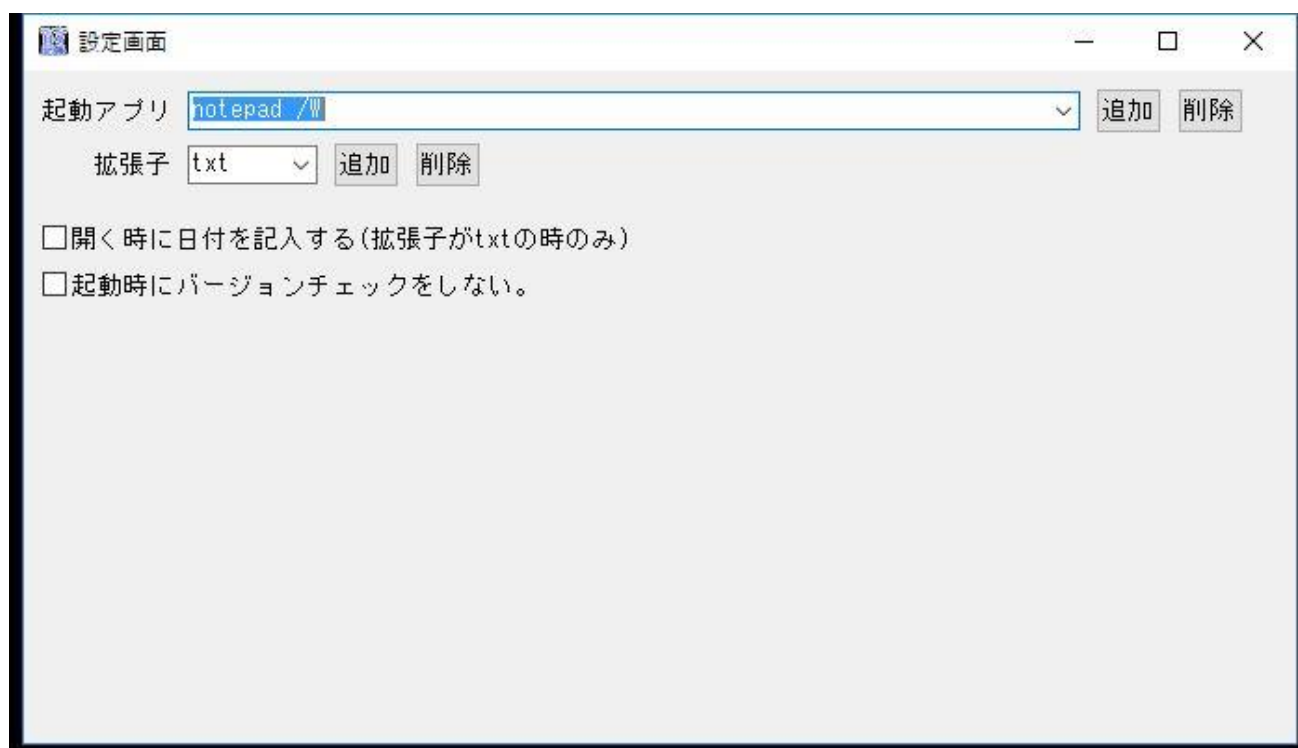 設定画面
起動アプリ notepad /W 追加 削除
拡張子 txt 追加 削除
開く時に日付を記入する(拡張子がtxtの時のみ)
起動時にバージョンチェックをしない。